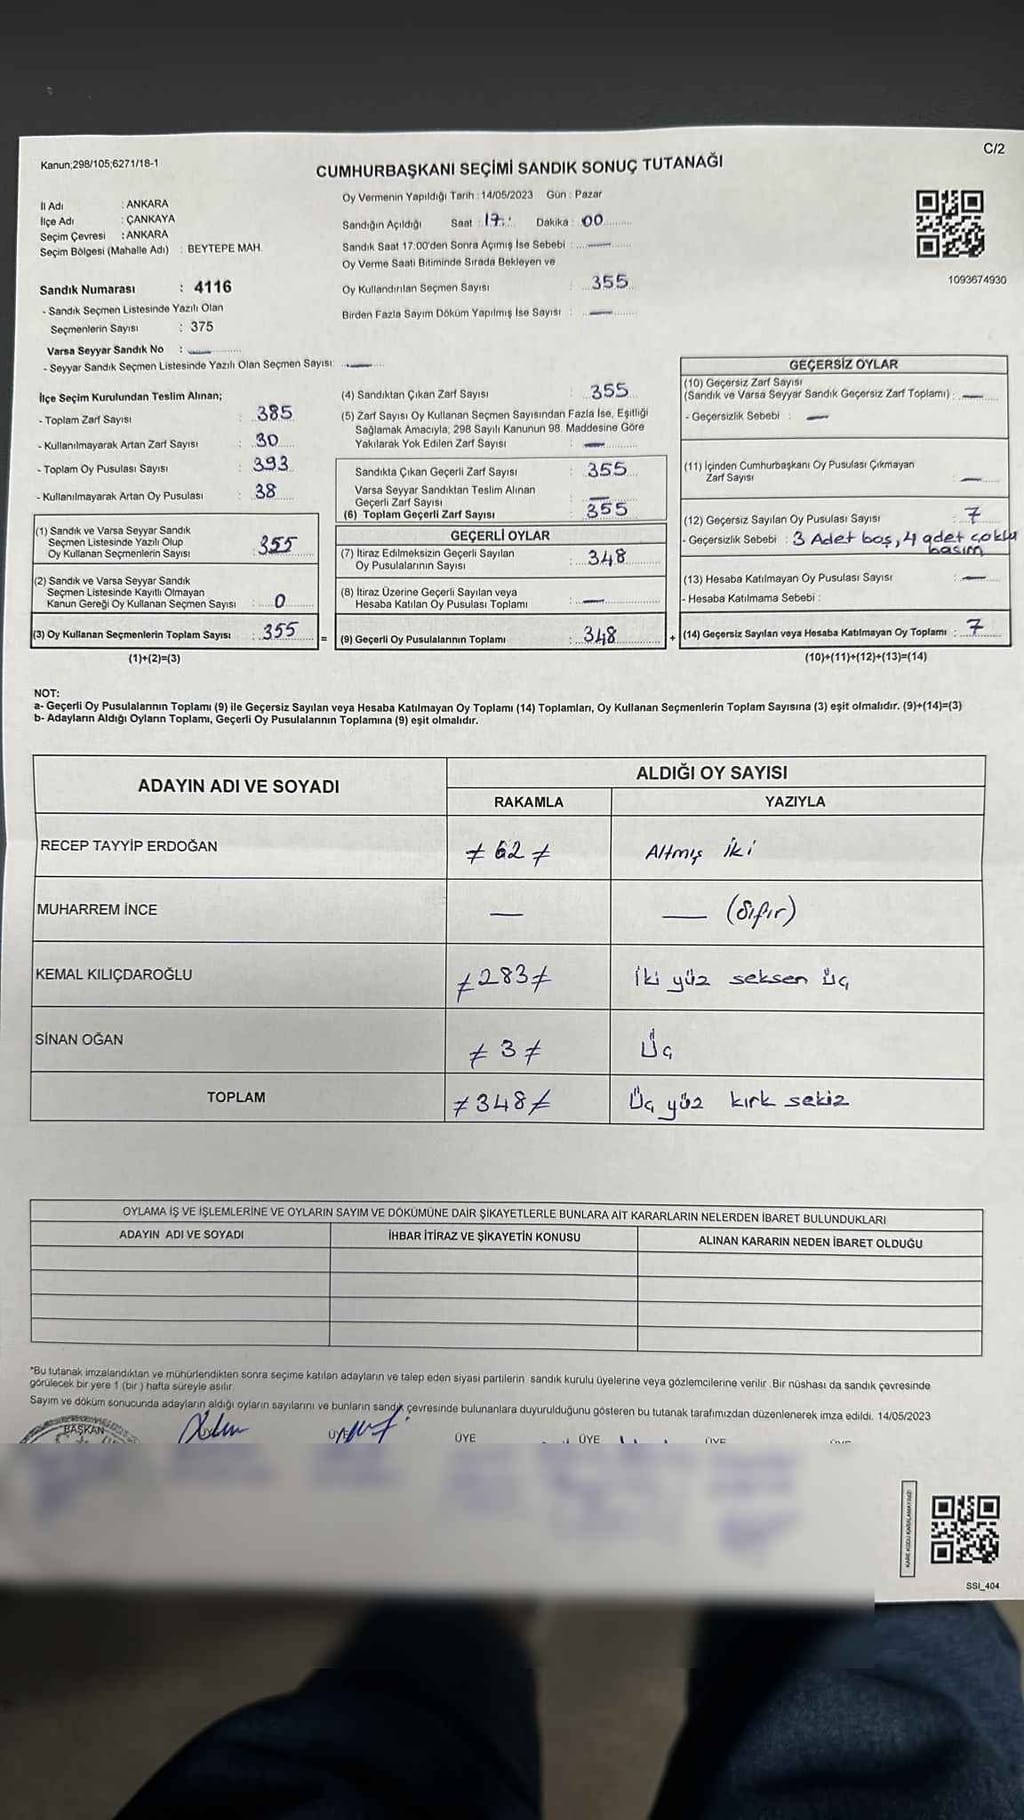 Kanun;298/105;6271/18-1
C/2
CUMHURBAŞKANI SEÇİMİ SANDIK SONUÇ TUTANAĞI
İl Adı : ANKARA
İlçe Adı : ÇANKAYA
Seçim Çevresi : ANKARA
Seçim Bölgesi (Mahalle Adı) : BEYTEPE MAH.
Oy Vermenin Yapıldığı Tarih : 14/05/2023 Gün : Pazar
Sandığın Açıldığı Saat : 17.: Dakika : 00
Sandık Saat 17:00'den Sonra Açılmış İse Sebebi : —
Oy Verme Saati Bitiminde Sırada Bekleyen ve
Oy Kullandırılan Seçmen Sayısı : 355
Birden Fazla Sayım Döküm Yapılmış İse Sayısı : —
1093674930
Sandık Numarası : 4116
- Sandık Seçmen Listesinde Yazılı Olan
Seçmenlerin Sayısı : 375
Varsa Seyyar Sandık No : —
- Seyyar Sandık Seçmen Listesinde Yazılı Olan Seçmen Sayısı: —
İlçe Seçim Kurulundan Teslim Alınan;
- Toplam Zarf Sayısı : 385
- Kullanılmayarak Artan Zarf Sayısı : 30
- Toplam Oy Pusulası Sayısı : 393
- Kullanılmayarak Artan Oy Pusulası : 38
(1) Sandık ve Varsa Seyyar Sandık
Seçmen Listesinde Yazılı Olup
Oy Kullanan Seçmenlerin Sayısı : 355
(2) Sandık ve Varsa Seyyar Sandık
Seçmen Listesinde Kayıtlı Olmayan
Kanun Gereği Oy Kullanan Seçmen Sayısı : 0
(3) Oy Kullanan Seçmenlerin Toplam Sayısı : 355 =
(1)+(2)=(3)
(4) Sandıktan Çıkan Zarf Sayısı : 355
(5) Zarf Sayısı Oy Kullanan Seçmen Sayısından Fazla İse, Eşitliği
Sağlamak Amacıyla; 298 Sayılı Kanunun 98. Maddesine Göre
Yakılarak Yok Edilen Zarf Sayısı : —
Sandıkta Çıkan Geçerli Zarf Sayısı : 355
Varsa Seyyar Sandıktan Teslim Alınan
Geçerli Zarf Sayısı : —
(6) Toplam Geçerli Zarf Sayısı : 355
GEÇERLİ OYLAR
(7) İtiraz Edilmeksizin Geçerli Sayılan
Oy Pusulalarının Sayısı : 348
(8) İtiraz Üzerine Geçerli Sayılan veya
Hesaba Katılan Oy Pusulası Toplamı : —
(9) Geçerli Oy Pusulalarının Toplamı : 348 +
GEÇERSİZ OYLAR
(10) Geçersiz Zarf Sayısı
(Sandık ve Varsa Seyyar Sandık Geçersiz Zarf Toplamı) : —
- Geçersizlik Sebebi : —
(11) İçinden Cumhurbaşkanı Oy Pusulası Çıkmayan
Zarf Sayısı : —
(12) Geçersiz Sayılan Oy Pusulası Sayısı : 7
- Geçersizlik Sebebi : 3 Adet boş, 4 adet çoklu
basım
(13) Hesaba Katılmayan Oy Pusulası Sayısı : —
- Hesaba Katılmama Sebebi :
(14) Geçersiz Sayılan veya Hesaba Katılmayan Oy Toplamı : 7
(10)+(11)+(12)+(13)=(14)
NOT:
a- Geçerli Oy Pusulalarının Toplamı (9) ile Geçersiz Sayılan veya Hesaba Katılmayan Oy Toplamı (14) Toplamları, Oy Kullanan Seçmenlerin Toplam Sayısına (3) eşit olmalıdır. (9)+(14)=(3)
b- Adayların Aldığı Oyların Toplamı, Geçerli Oy Pusulalarının Toplamına (9) eşit olmalıdır.
ADAYIN ADI VE SOYADI
ALDIĞI OY SAYISI
RAKAMLA YAZIYLA
RECEP TAYYİP ERDOĞAN ≠ 62 ≠ Altmış iki
MUHARREM İNCE — — (Sıfır)
KEMAL KILIÇDAROĞLU ≠ 283 ≠ İki yüz seksen üç
SİNAN OĞAN ≠ 3 ≠ Üç
TOPLAM ≠ 348 ≠ Üç yüz kırk sekiz
OYLAMA İŞ VE İŞLEMLERİNE VE OYLARIN SAYIM VE DÖKÜMÜNE DAİR ŞİKAYETLERLE BUNLARA AİT KARARLARIN NELERDEN İBARET BULUNDUKLARI
ADAYIN ADI VE SOYADI İHBAR İTİRAZ VE ŞİKAYETİN KONUSU ALINAN KARARIN NEDEN İBARET OLDUĞU
*Bu tutanak imzalandıktan ve mühürlendikten sonra seçime katılan adayların ve talep eden siyasi partilerin sandık kurulu üyelerine veya gözlemcilerine verilir. Bir nüshası da sandık çevresinde
görülecek bir yere 1 (bir ) hafta süreyle asılır.
Sayım ve döküm sonucunda adayların aldığı oyların sayılarını ve bunların sandık çevresinde bulunanlara duyurulduğunu gösteren bu tutanak tarafımızdan düzenlenerek imza edildi. 14/05/2023
BAŞKAN ÜYE ÜYE ÜYE ÜYE
SSI_404